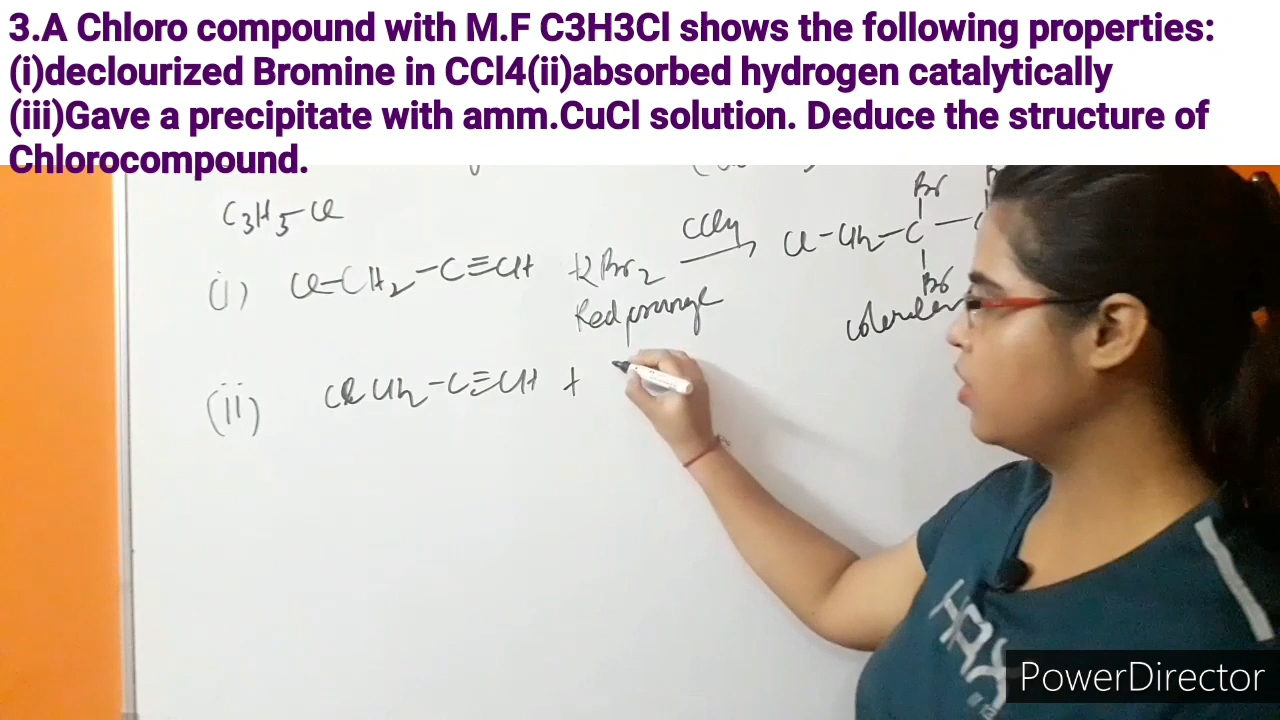 3.A Chloro compound with M.F C3H3Cl shows the following properties:
(i)declourized Bromine in CCl4(ii)absorbed hydrogen catalytically
(iii)Gave a precipitate with amm.CuCl solution. Deduce the structure of
Chlorocompound.
C3H5-Cl
(i) Cl-CH2-C≡CH +2Br2 CCl4 Cl-CH2-C-C
Br
Br
Red orange
(ii) Cl CH2-C≡CH +
PowerDirector